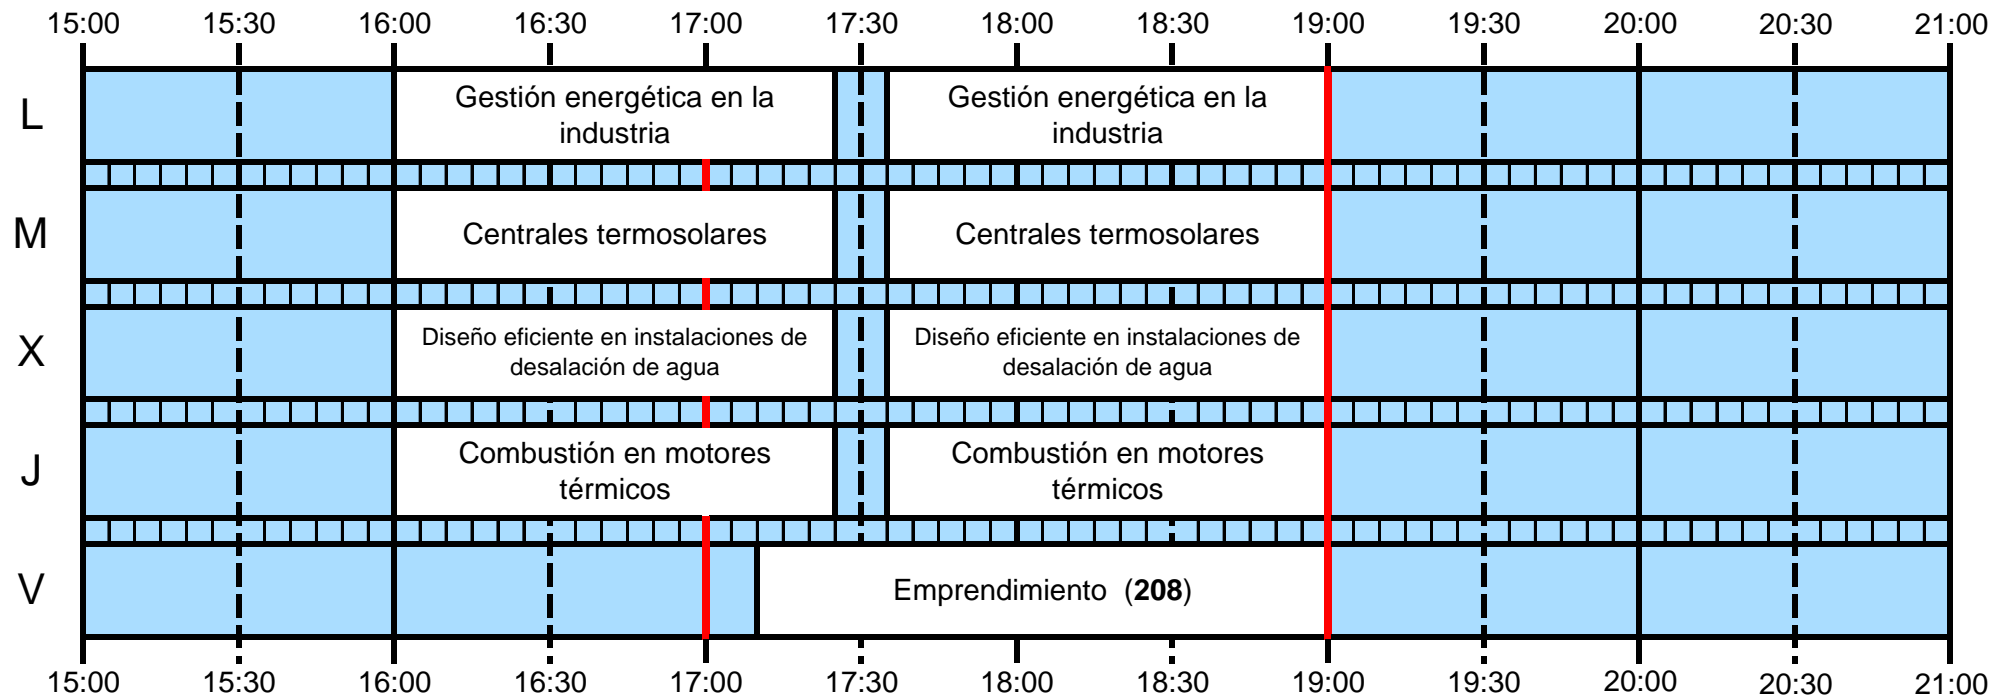 15:00 15:30 16:00 16:30 17:00 17:30 18:00 18:30 19:00 19:30 20:00 20:30 21:00
L
Gestión energética en la
industria
Gestión energética en la
industria
M
Centrales termosolares
Centrales termosolares
X
Diseño eficiente en instalaciones de
desalación de agua
Diseño eficiente en instalaciones de
desalación de agua
J
Combustión en motores
térmicos
Combustión en motores
térmicos
V
Emprendimiento (208)
15:00 15:30 16:00 16:30 17:00 17:30 18:00 18:30 19:00 19:30 20:00 20:30 21:00